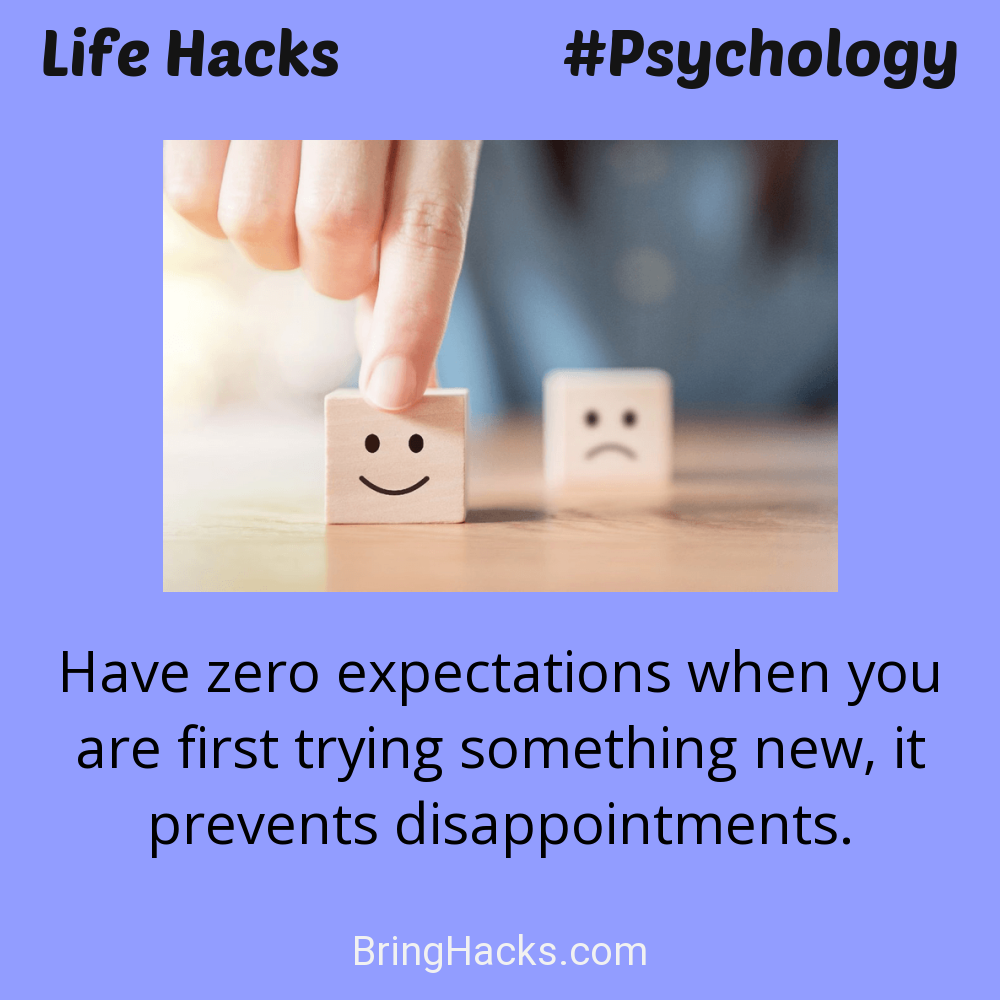 Life Hacks #Psychology
Have zero expectations when you
are first trying something new, it
prevents disappointments.
BringHacks.com